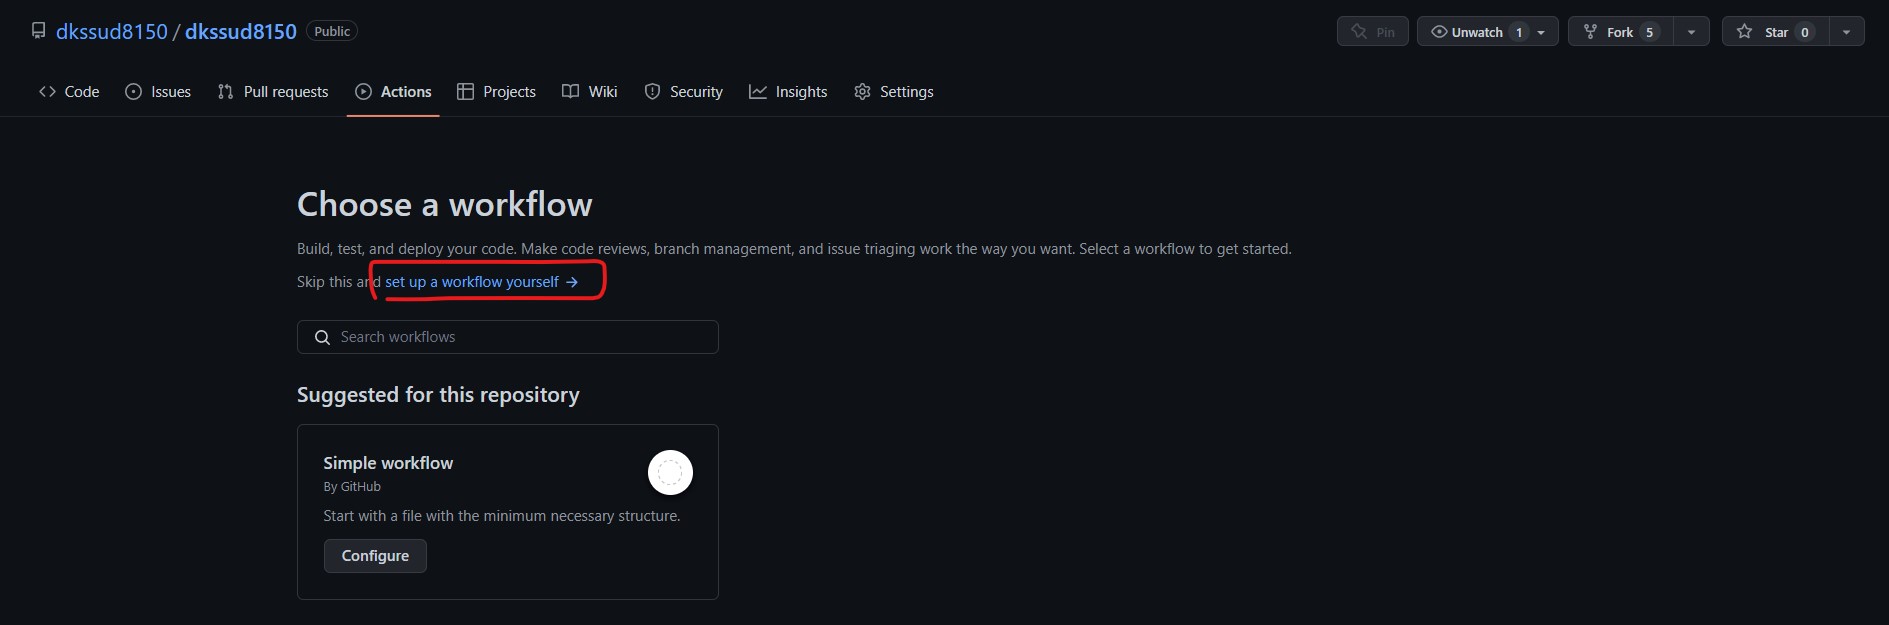 dkssud8150 / dkssud8150 Public
Pin Unwatch 1 Fork 5 Star 0
Code Issues Pull requests Actions Projects Wiki Security Insights Settings
Choose a workflow
Build, test, and deploy your code. Make code reviews, branch management, and issue triaging work the way you want. Select a workflow to get started.
Skip this and set up a workflow yourself →
Search workflows
Suggested for this repository
Simple workflow
By GitHub
Start with a file with the minimum necessary structure.
Configure